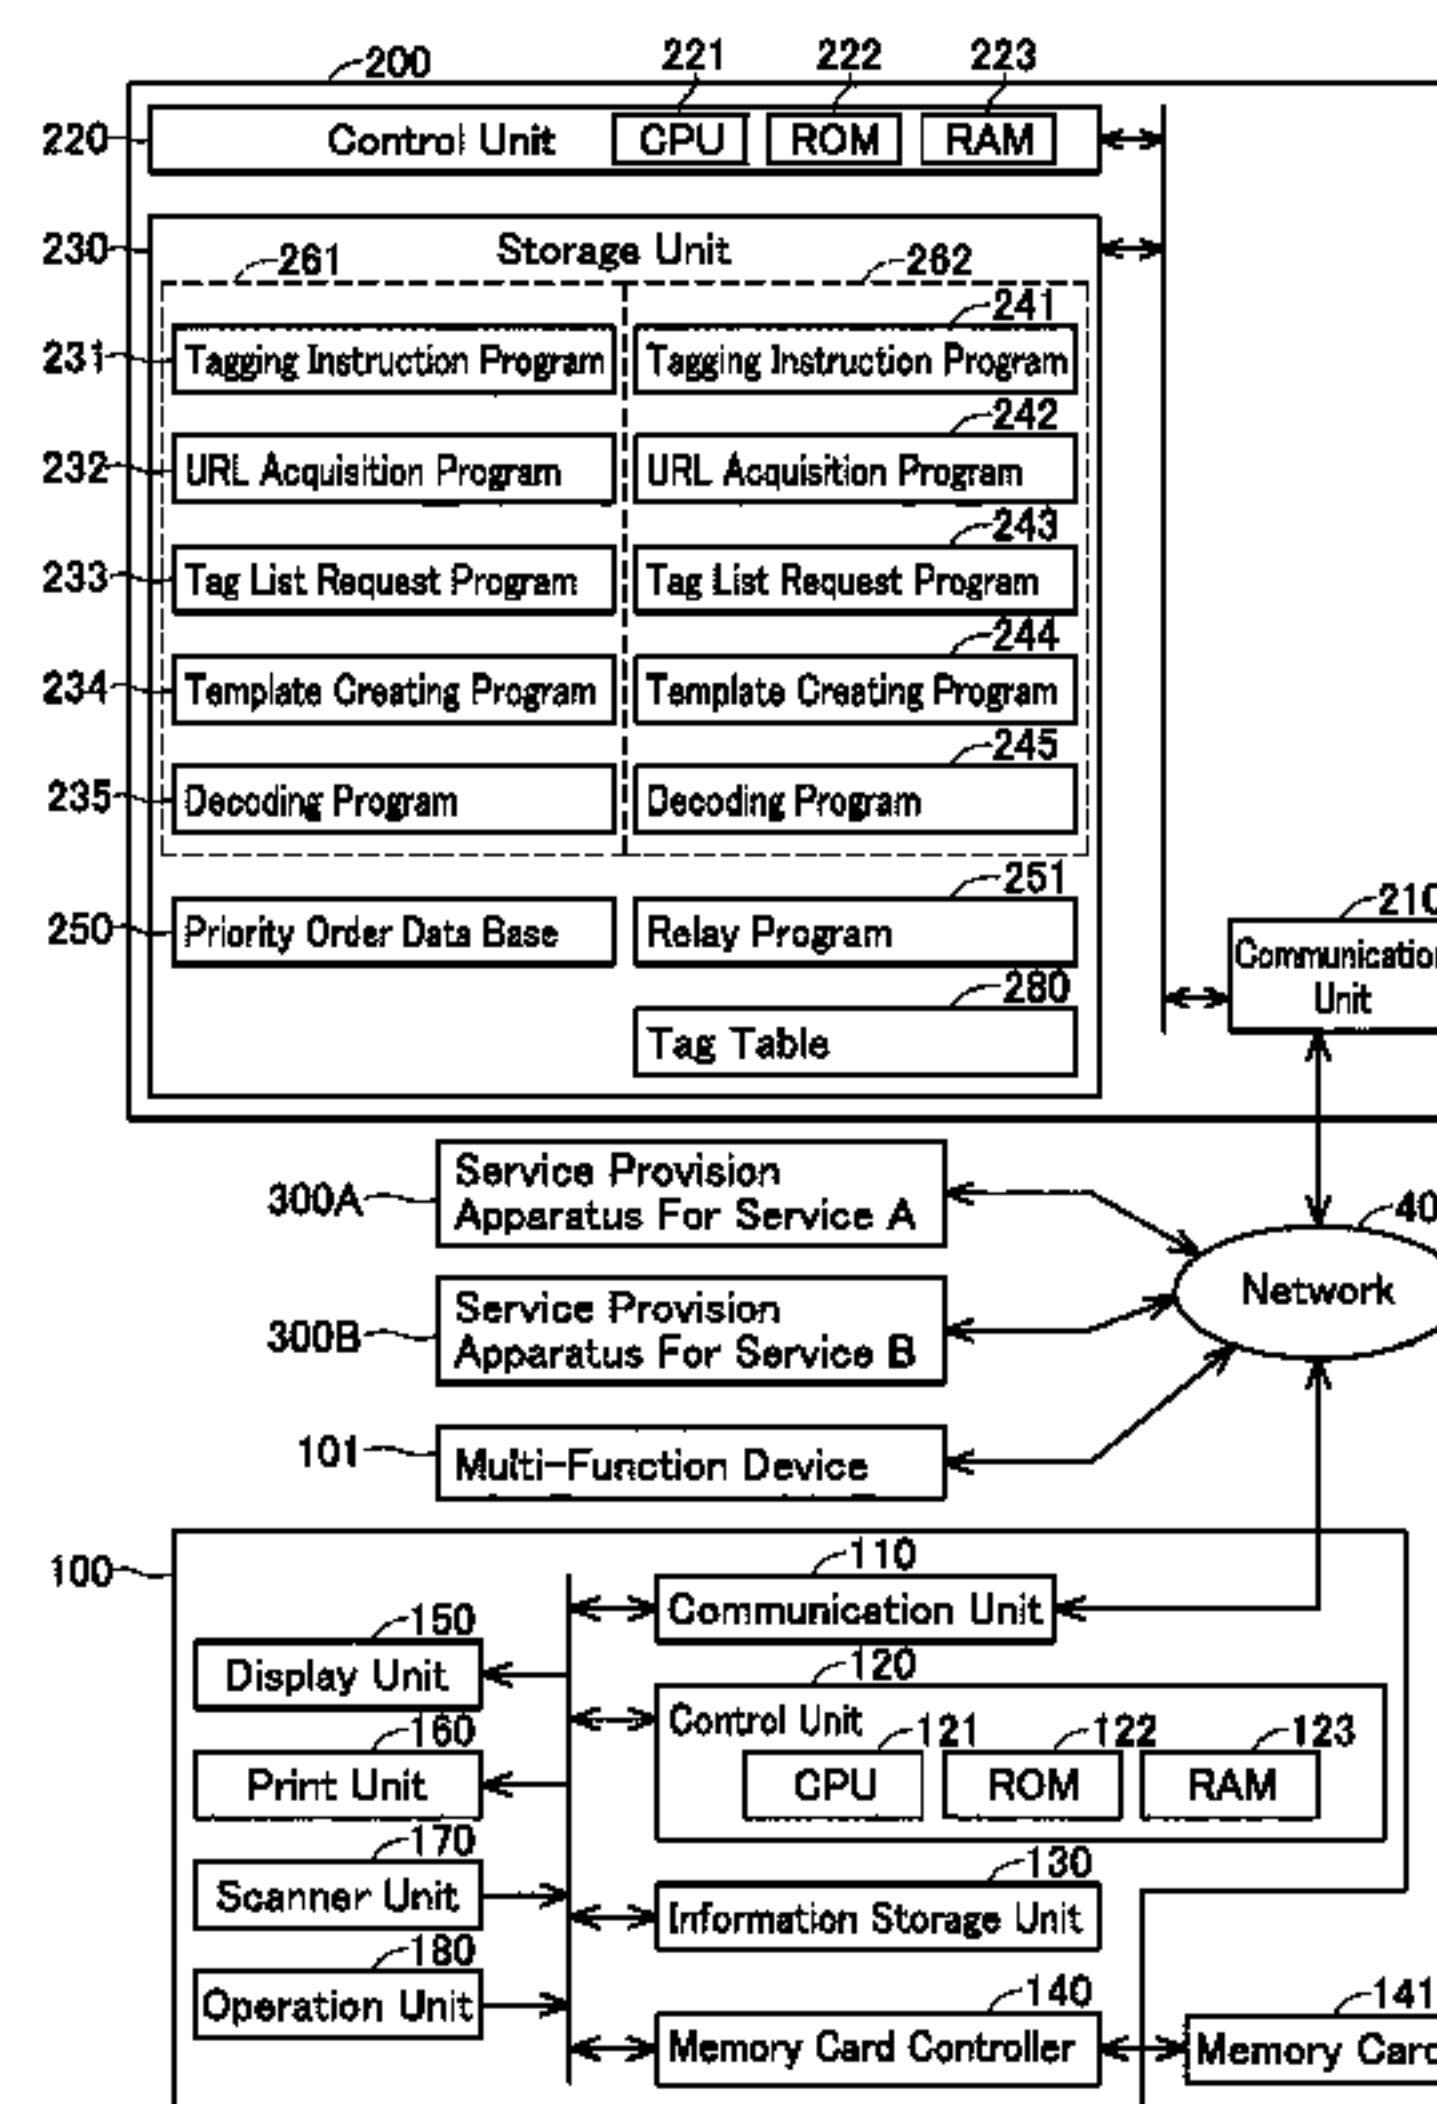 200 221 222 223
220 Control Unit CPU ROM RAM
230 Storage Unit
261 262
241
231 Tagging Instruction Program Tagging Instruction Program
242
232 URL Acquisition Program URL Acquisition Program
243
233 Tag List Request Program Tag List Request Program
244
234 Template Creating Program Template Creating Program
245
235 Decoding Program Decoding Program
251
250 Priority Order Data Base Relay Program
210
Communication
Unit
280
Tag Table
300A Service Provision
Apparatus For Service A
40
Network
300B Service Provision
Apparatus For Service B
101 Multi-Function Device
100
110
Communication Unit
150
Display Unit
120
Control Unit
121 122 123
CPU ROM RAM
160
Print Unit
170
Scanner Unit
130
Information Storage Unit
180
Operation Unit
140
Memory Card Controller
141
Memory Card